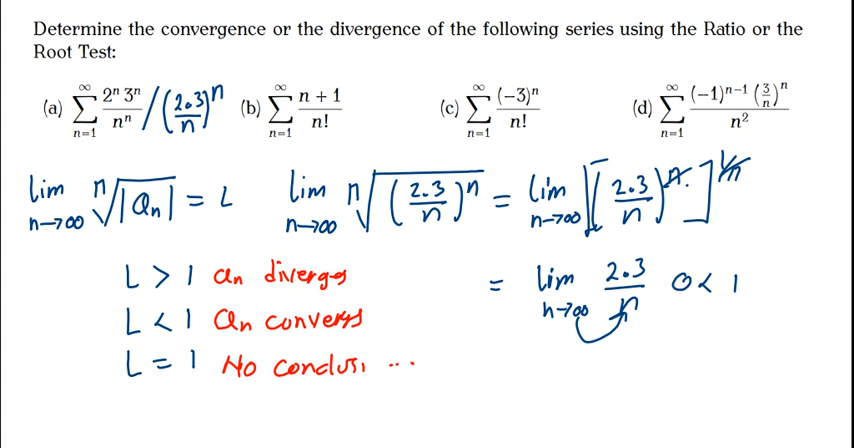 Determine the convergence or the divergence of the following series using the Ratio or the
Root Test:
(a) ∑_{n=1}^{∞} 2^n 3^n / n^n / (2.3/n)^n (b) ∑_{n=1}^{∞} (n + 1)/n! (c) ∑_{n=1}^{∞} (−3)^n/n! (d) ∑_{n=1}^{∞} (−1)^{n−1} (3/n)^n / n^2
lim_{n→∞} ⁿ√|an| = L lim_{n→∞} ⁿ√(2.3/n)^n = lim_{n→∞} [(2.3/n)^n.]^{1/n}
L > 1 an diverges = lim_{n→∞} 2.3/n 0 < 1
L < 1 an convers
L = 1 No conclusi ...